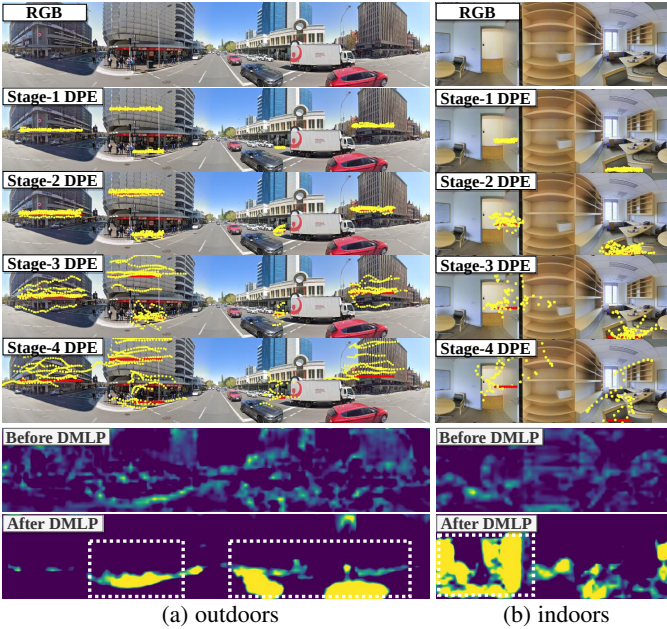 RGB
RGB
Stage-1 DPE
Stage-1 DPE
Stage-2 DPE
Stage-2 DPE
Stage-3 DPE
Stage-3 DPE
Stage-4 DPE
Stage-4 DPE
Before DMLP
Before DMLP
After DMLP
After DMLP
(a) outdoors
(b) indoors